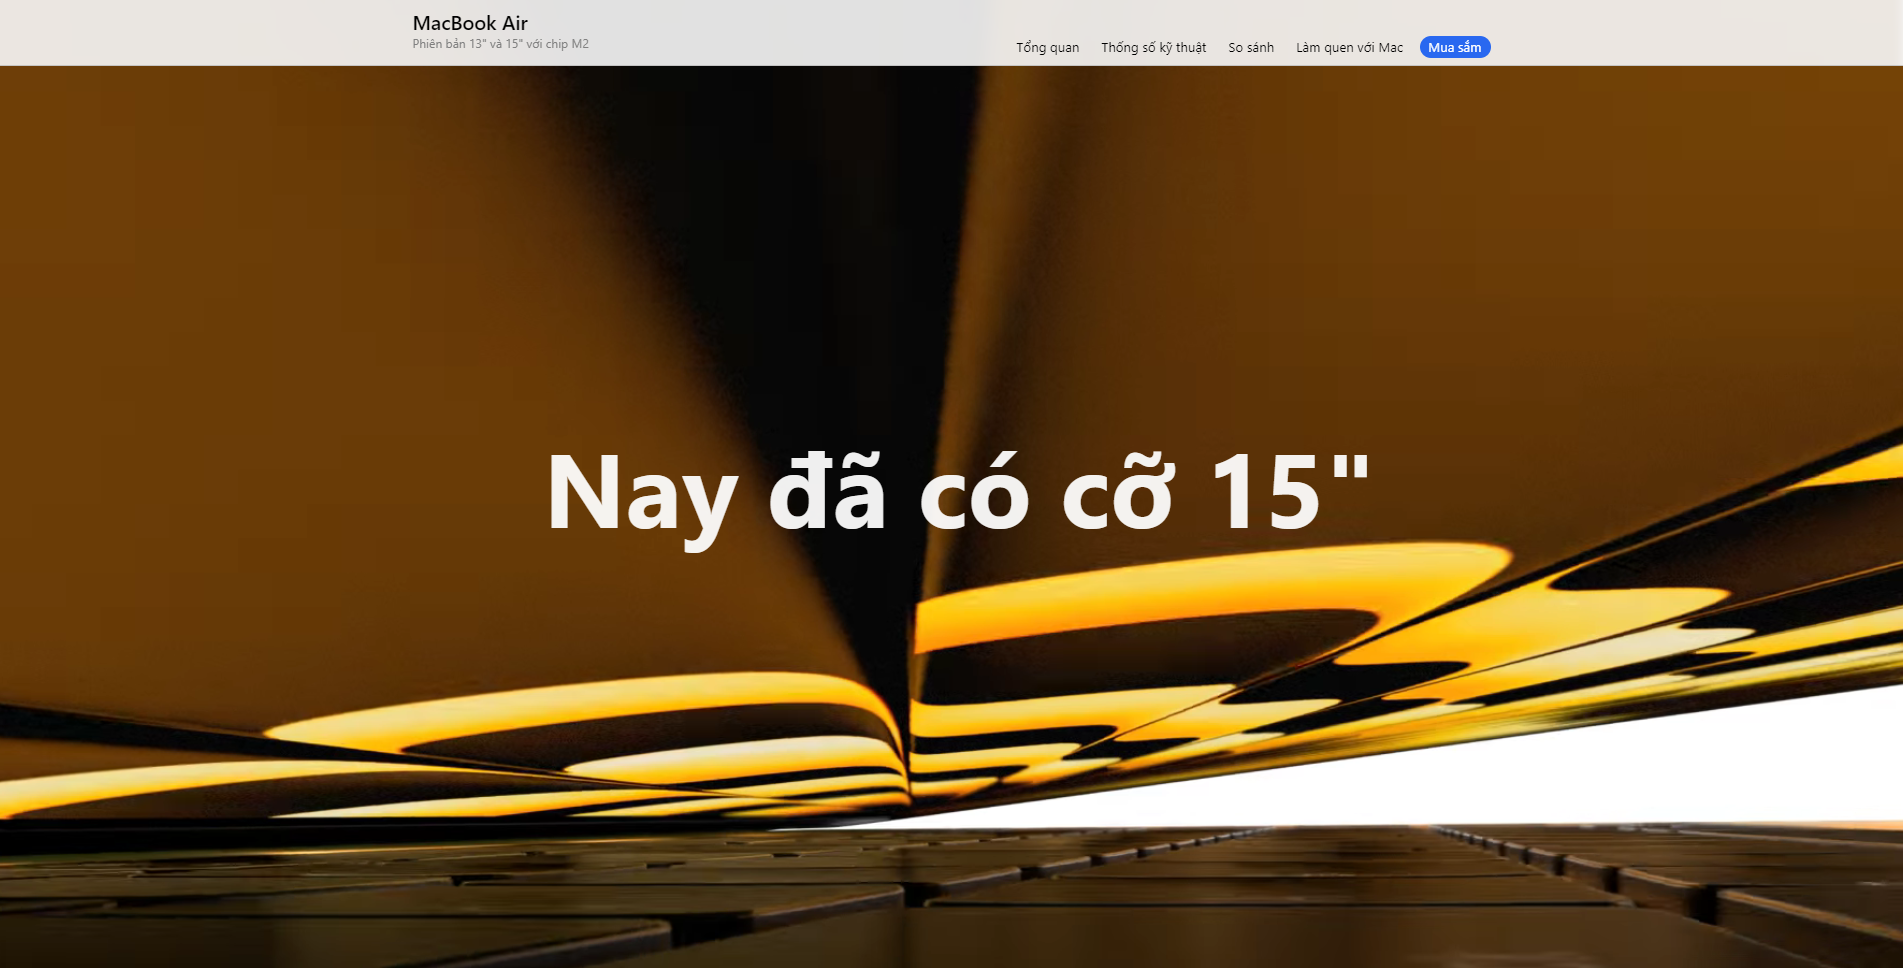 MacBook Air
Phiên bản 13" và 15" với chip M2
Tổng quan
Thống số kỹ thuật
So sánh
Làm quen với Mac
Mua sắm
Nay đã có cỡ 15"